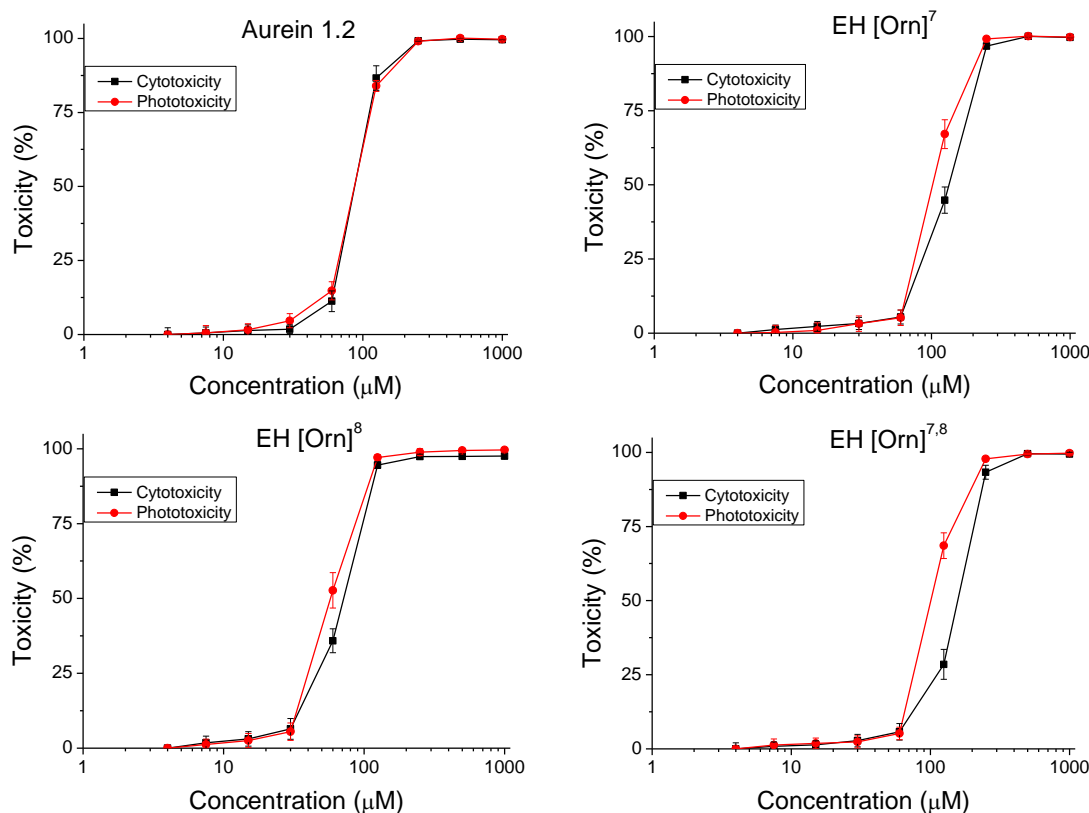 Aurein 1.2
100
75
50
25
0
Toxicity (%)
Cytotoxicity
Phototoxicity
1 10 100 1000
Concentration (μM)
EH [Orn]⁷
100
75
50
25
0
Toxicity (%)
Cytotoxicity
Phototoxicity
1 10 100 1000
Concentration (μM)
EH [Orn]⁸
100
75
50
25
0
Toxicity (%)
Cytotoxicity
Phototoxicity
1 10 100 1000
Concentration (μM)
EH [Orn]⁷,⁸
100
75
50
25
0
Toxicity (%)
Cytotoxicity
Phototoxicity
1 10 100 1000
Concentration (μM)